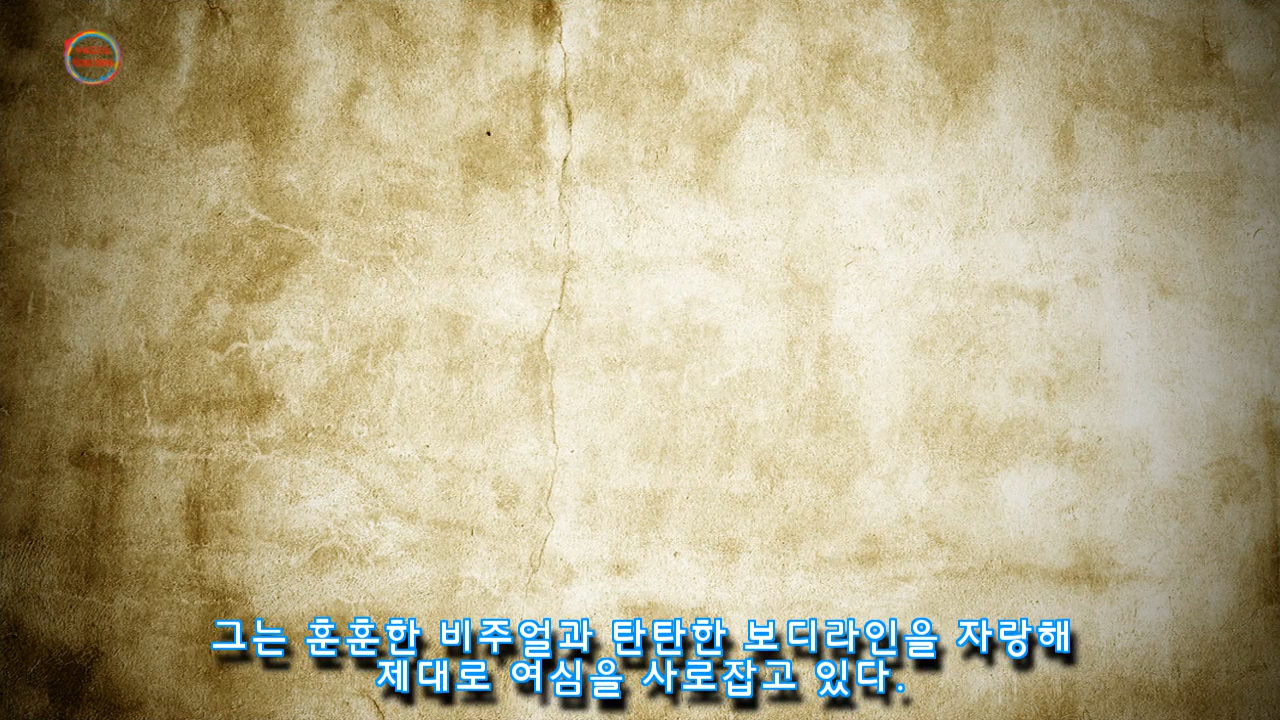 그는 훈훈한 비주얼과 탄탄한 보디라인을 자랑해
제대로 여심을 사로잡고 있다.